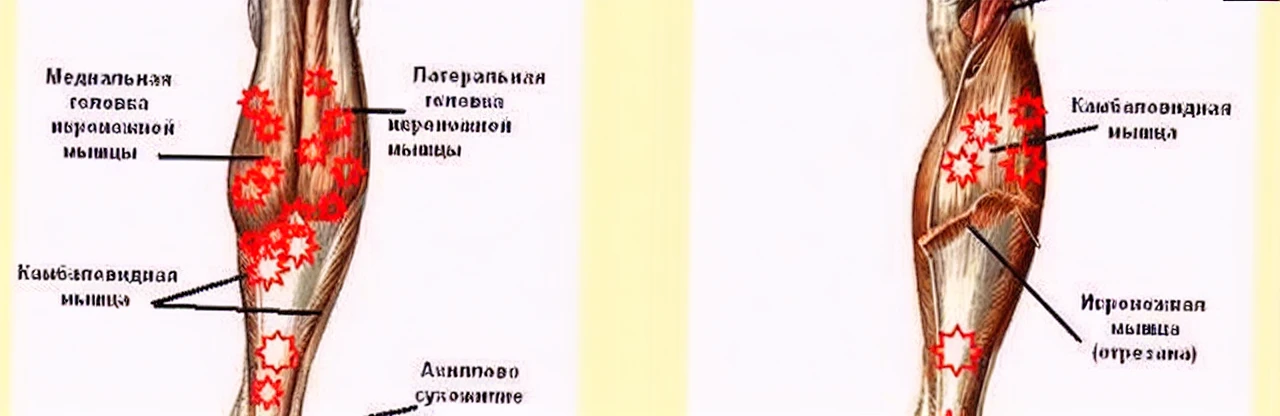 Медиальная
головка
икроножной
мышцы
Латеральная
головка
икроножной
мышцы
Камбаловидная
мышца
Ахиллово
сухожилие
Камбаловидная
мышца
Икроножная
мышца
(отрезана)